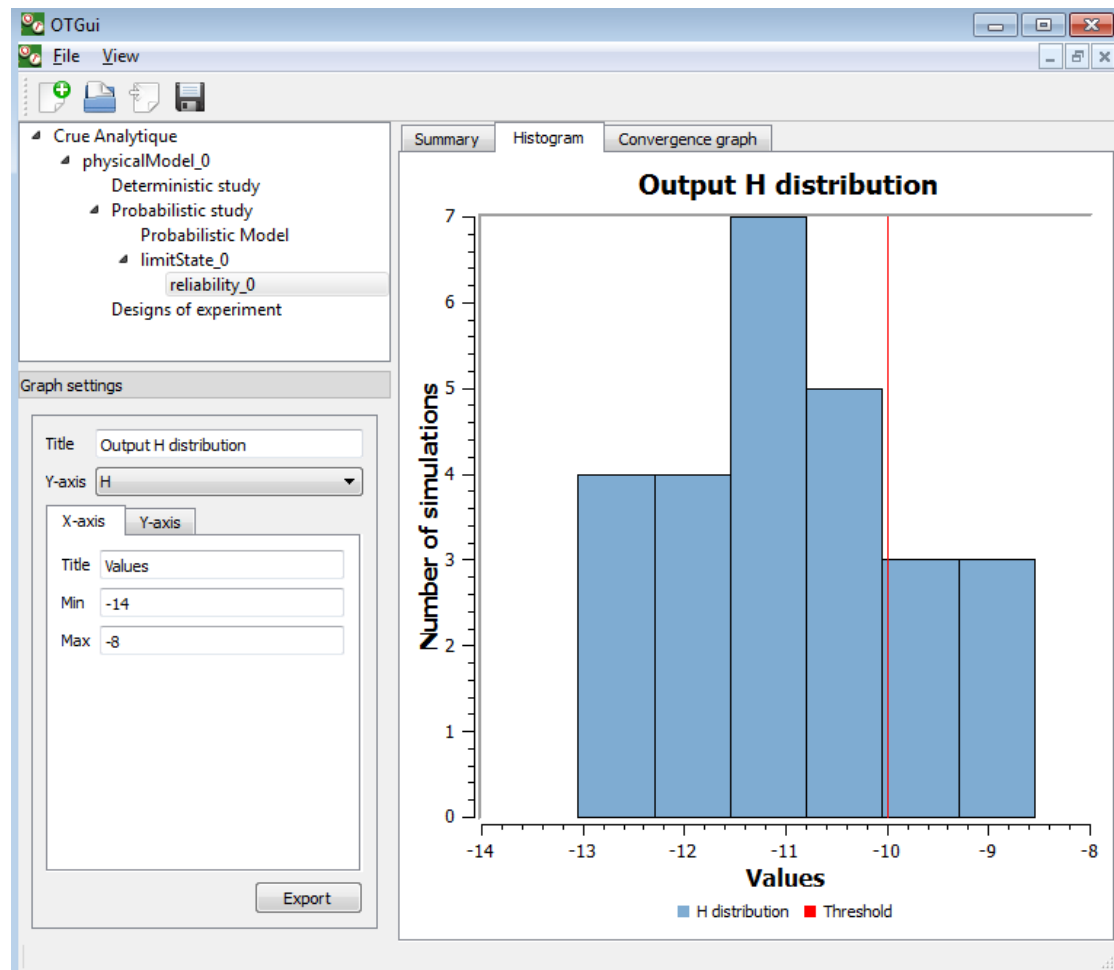 OTGui
File View
Crue Analytique
physicalModel_0
Deterministic study
Probabilistic study
Probabilistic Model
limitState_0
reliability_0
Designs of experiment
Graph settings
Title Output H distribution
Y-axis H
X-axis Y-axis
Title Values
Min -14
Max -8
Export
Summary Histogram Convergence graph
Output H distribution
Number of simulations
7
6
5
4
3
2
1
0
-14 -13 -12 -11 -10 -9 -8
Values
H distribution Threshold